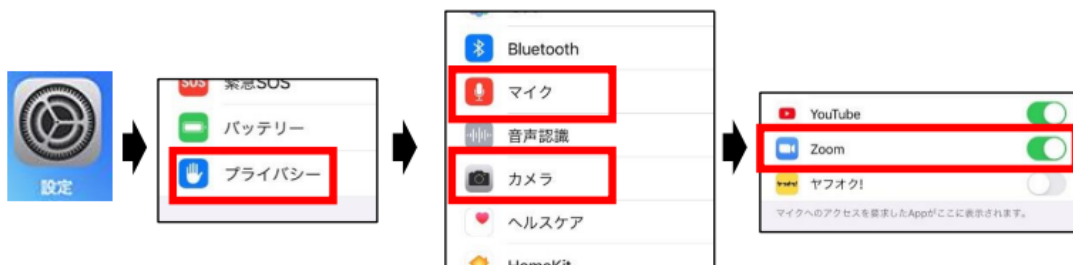 設定
緊急SOS
バッテリー
プライバシー
Bluetooth
マイク
音声認識
カメラ
ヘルスケア
HomeKit
YouTube
Zoom
ヤフオク!
マイクへのアクセスを要求したAppがここに表示されます。